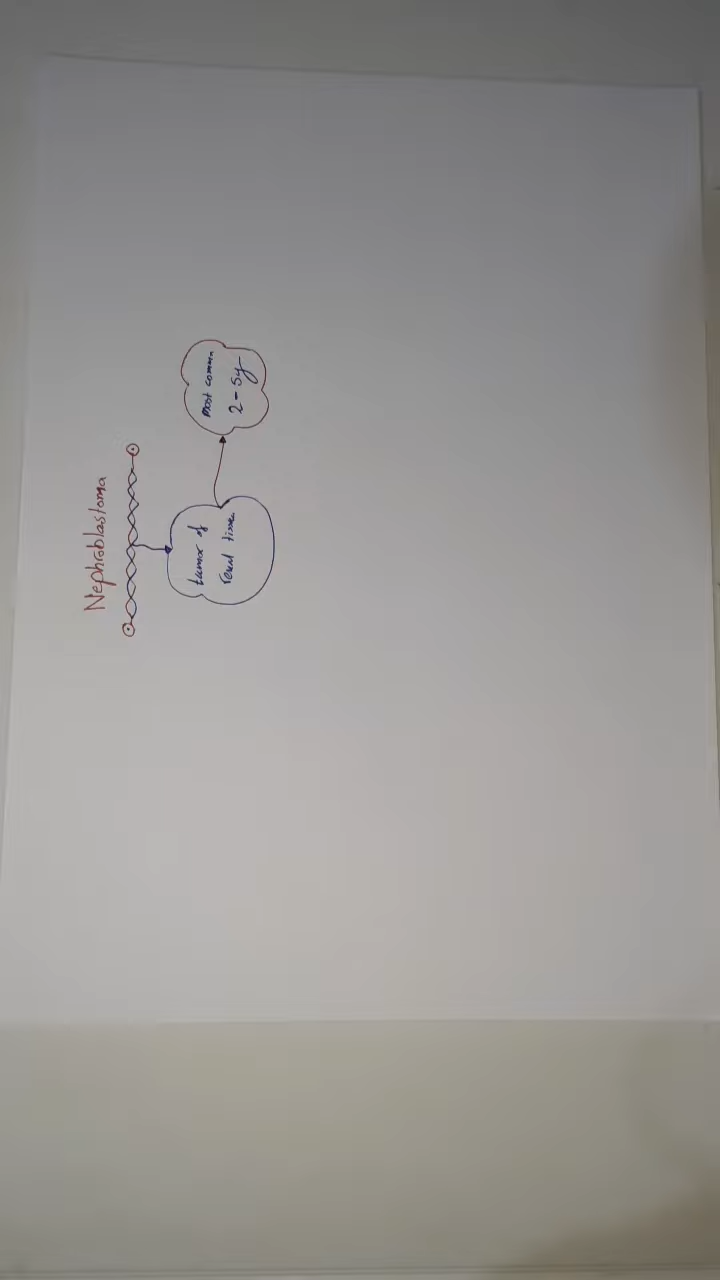 Nephroblastoma
tumor of
renal tissue
most common
2 - 5y